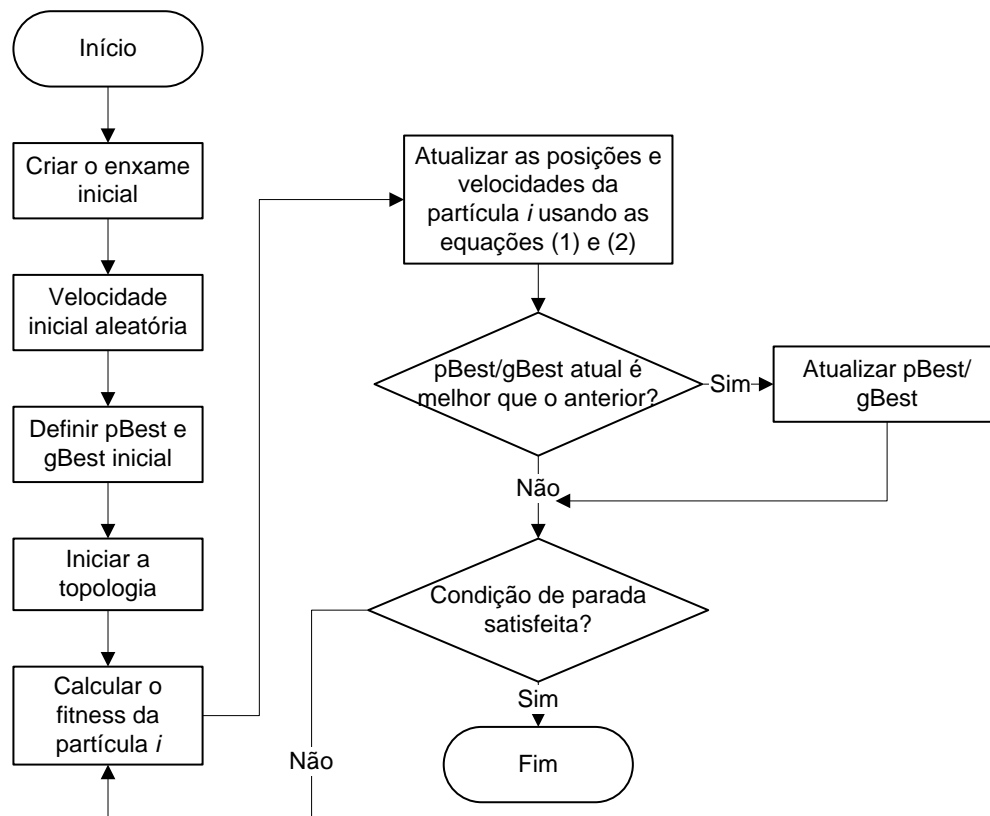 Início
Criar o enxame
inicial
Velocidade
inicial aleatória
Definir pBest e
gBest inicial
Iniciar a
topologia
Calcular o
fitness da
partícula i
Atualizar as posições e
velocidades da
partícula i usando as
equações (1) e (2)
pBest/gBest atual é
melhor que o anterior?
Sim
Atualizar pBest/
gBest
Não
Condição de parada
satisfeita?
Sim
Não
Fim